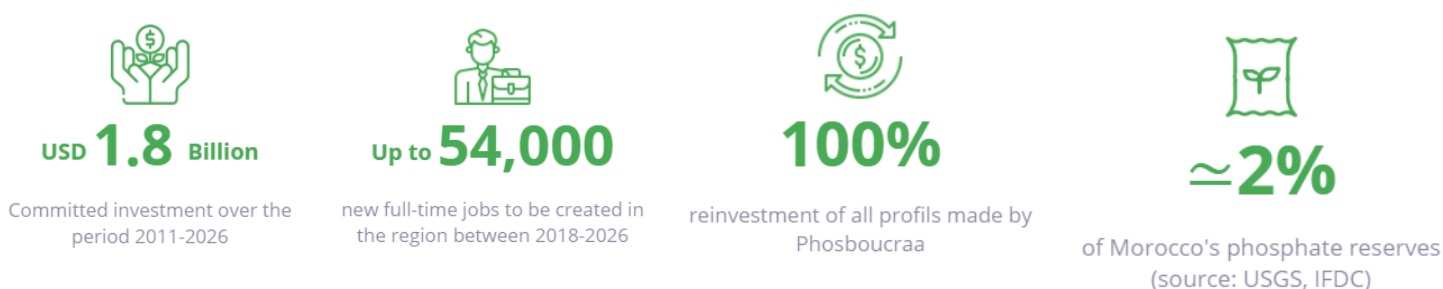 USD 1.8 Billion
Committed investment over the
period 2011-2026
Up to 54,000
new full-time jobs to be created in
the region between 2018-2026
100%
reinvestment of all profils made by
Phosboucraa
≃2%
of Morocco's phosphate reserves
(source: USGS, IFDC)